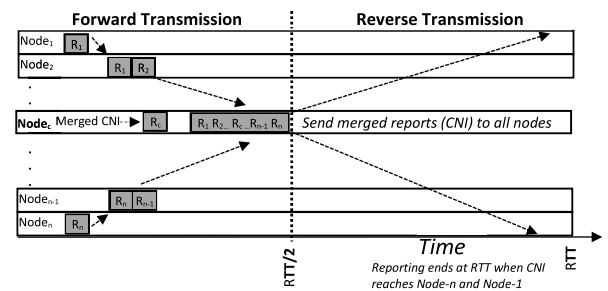 Forward Transmission
Reverse Transmission
Node1
R1
Node2
R1 R2
Nodec Merged CNI
Rc
R1 R2... Rc ...Rn-1 Rn
Send merged reports (CNI) to all nodes
Noden-1
Rn Rn-1
Noden
Rn
Time
RTT/2
RTT
Reporting ends at RTT when CNI
reaches Node-n and Node-1